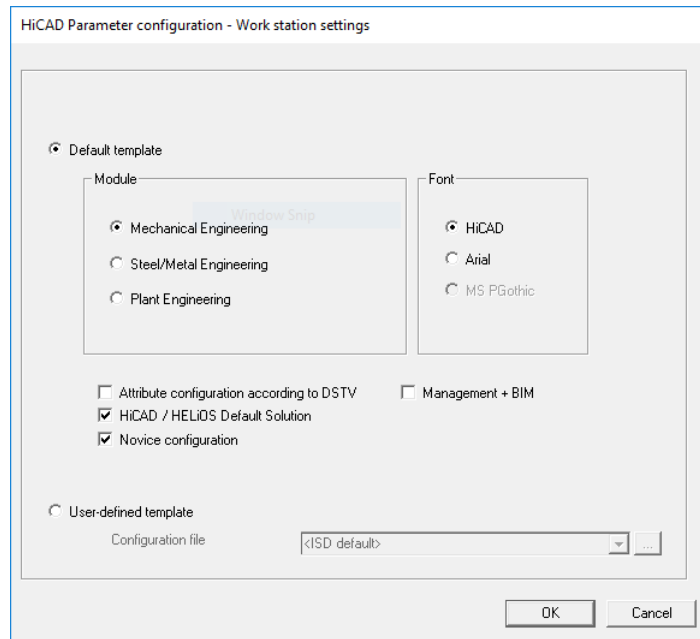 HiCAD Parameter configuration - Work station settings
Default template
Module
Font
Window Snip
Mechanical Engineering
HiCAD
Steel/Metal Engineering
Arial
Plant Engineering
MS PGothic
Attribute configuration according to DSTV
Management + BIM
HiCAD / HELiOS Default Solution
Novice configuration
User-defined template
Configuration file
<ISD default>
...
OK
Cancel